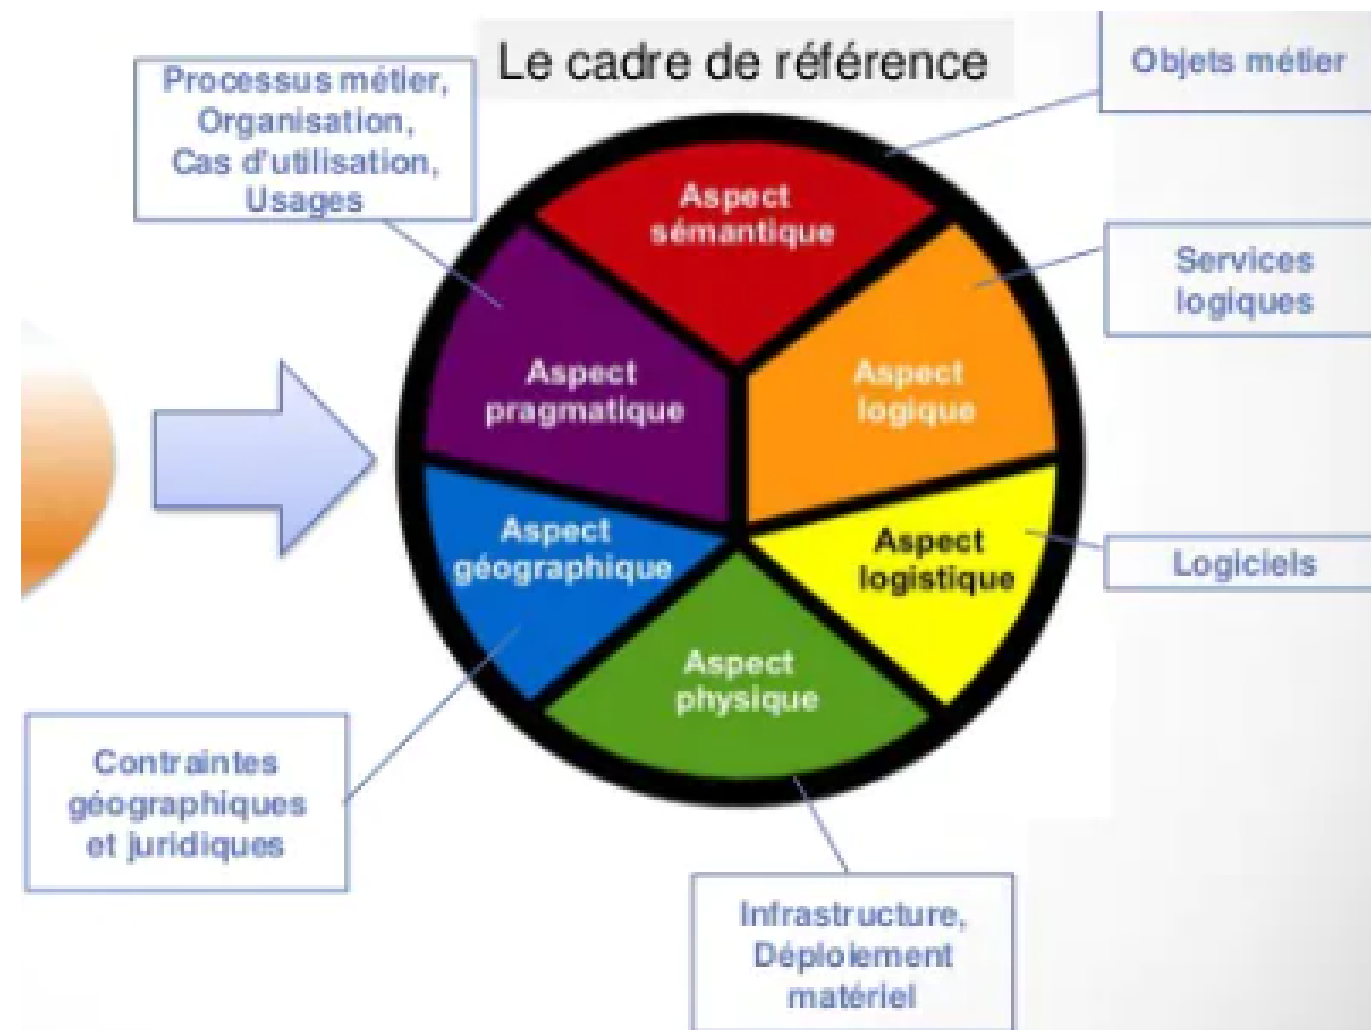 Le cadre de référence
Processus métier,
Organisation,
Cas d'utilisation,
Usages
Objets métier
Aspect
sémantique
Services
logiques
Aspect
pragmatique
Aspect
logique
Aspect
géographique
Aspect
logistique
Logiciels
Aspect
physique
Contraintes
géographiques
et juridiques
Infrastructure,
Déploiement
matériel